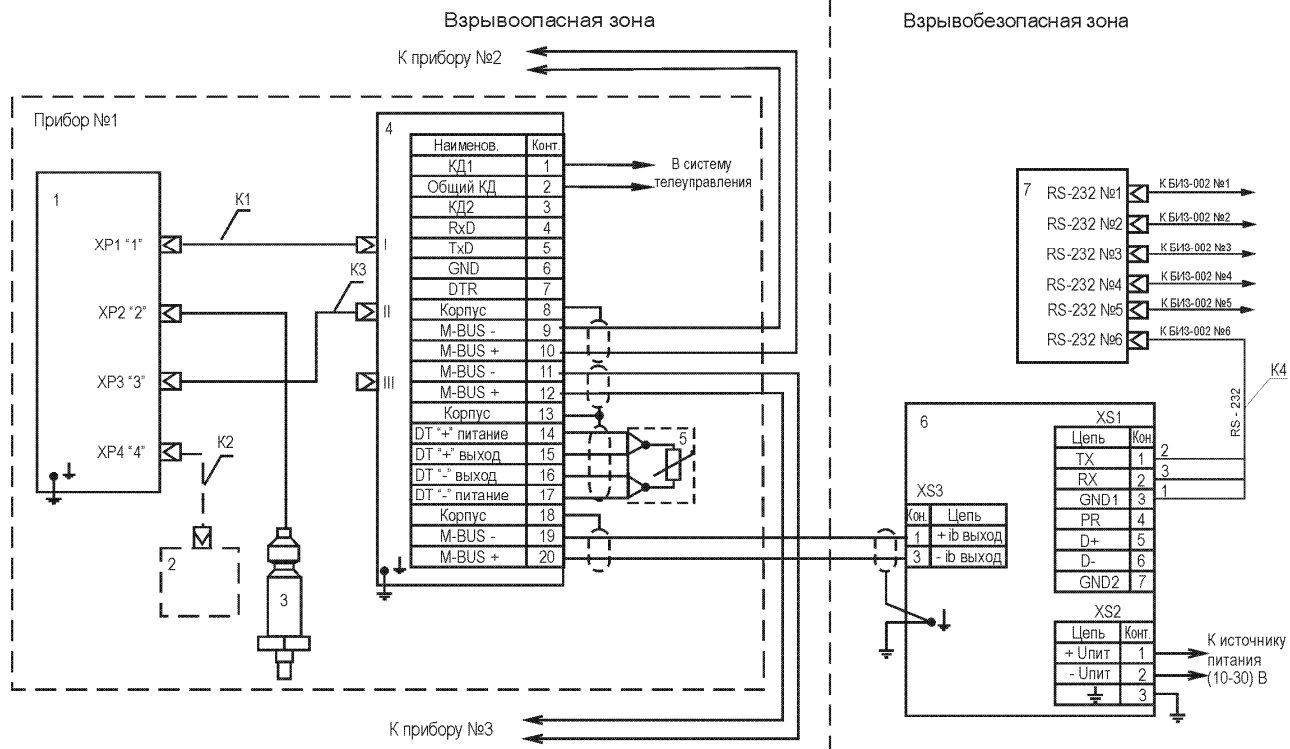 Взрывоопасная зона
Взрывобезопасная зона
К прибору №2
Прибор №1
1
XP1 "1"
XP2 "2"
XP3 "3"
XP4 "4"
К1
К3
К2
2
3
4
I
II
III
Наименов. Конт.
КД1 1
Общий КД 2
КД2 3
RxD 4
TxD 5
GND 6
DTR 7
Корпус 8
M-BUS - 9
M-BUS + 10
M-BUS - 11
M-BUS + 12
Корпус 13
DT "+" питание 14
DT "+" выход 15
DT "-" выход 16
DT "-" питание 17
Корпус 18
M-BUS - 19
M-BUS + 20
В систему
телеуправления
5
К прибору №3
7
RS-232 №1 К БИЗ-002 №1
RS-232 №2 К БИЗ-002 №2
RS-232 №3 К БИЗ-002 №3
RS-232 №4 К БИЗ-002 №4
RS-232 №5 К БИЗ-002 №5
RS-232 №6 К БИЗ-002 №6
К4
RS - 232
6
XS1
Цепь Кон.
TX 1 2
RX 2 3
GND1 3 1
PR 4
D+ 5
D- 6
GND2 7
XS3
Кон. Цепь
1 + ib выход
3 - ib выход
XS2
Цепь Конт.
+ Uпит 1
- Uпит 2
3
К источнику
питания
(10-30) В